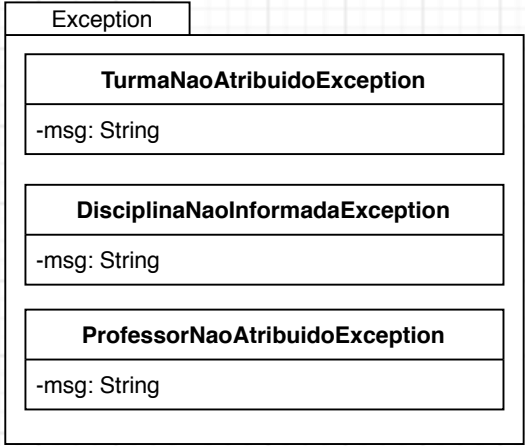 Exception
TurmaNaoAtribuidoException
-msg: String
DisciplinaNaoInformadaException
-msg: String
ProfessorNaoAtribuidoException
-msg: String